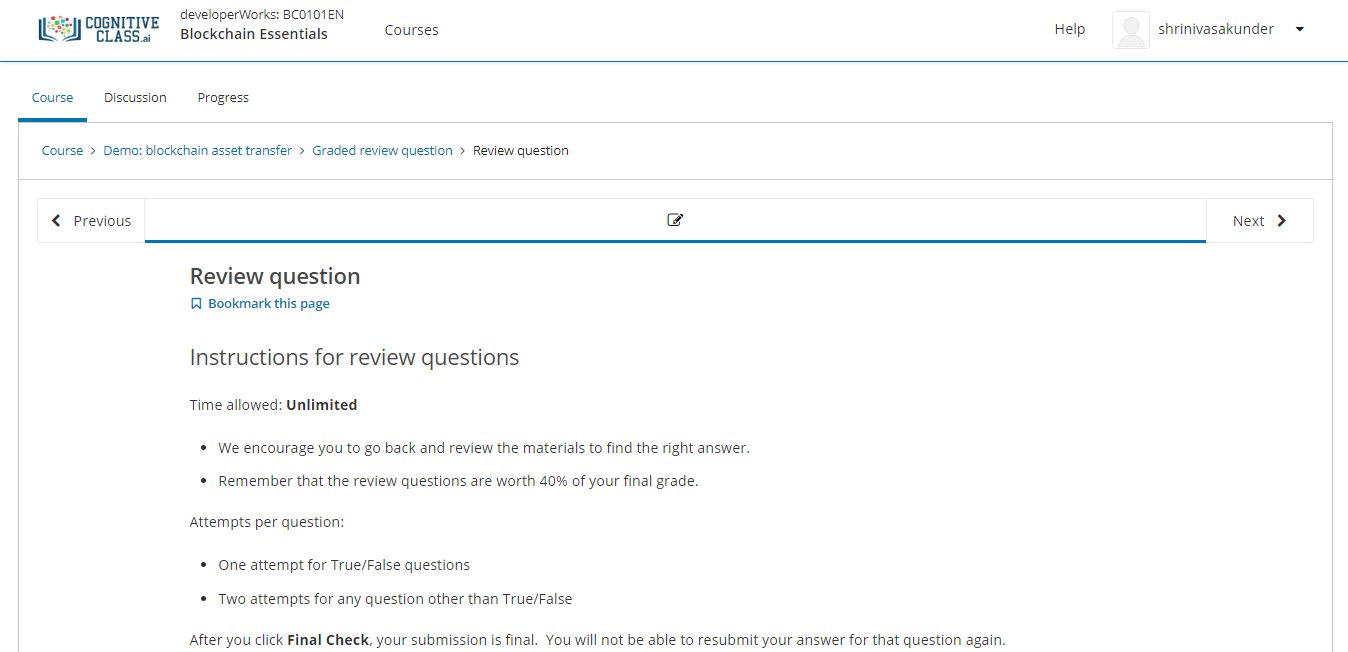 COGNITIVE
CLASS.ai
developerWorks: BC0101EN
Blockchain Essentials
Courses
Help
shrinivasakunder
Course
Discussion
Progress
Course > Demo: blockchain asset transfer > Graded review question > Review question
Previous
Next
Review question
Bookmark this page
Instructions for review questions
Time allowed: Unlimited
• We encourage you to go back and review the materials to find the right answer.
• Remember that the review questions are worth 40% of your final grade.
Attempts per question:
• One attempt for True/False questions
• Two attempts for any question other than True/False
After you click Final Check, your submission is final.  You will not be able to resubmit your answer for that question again.